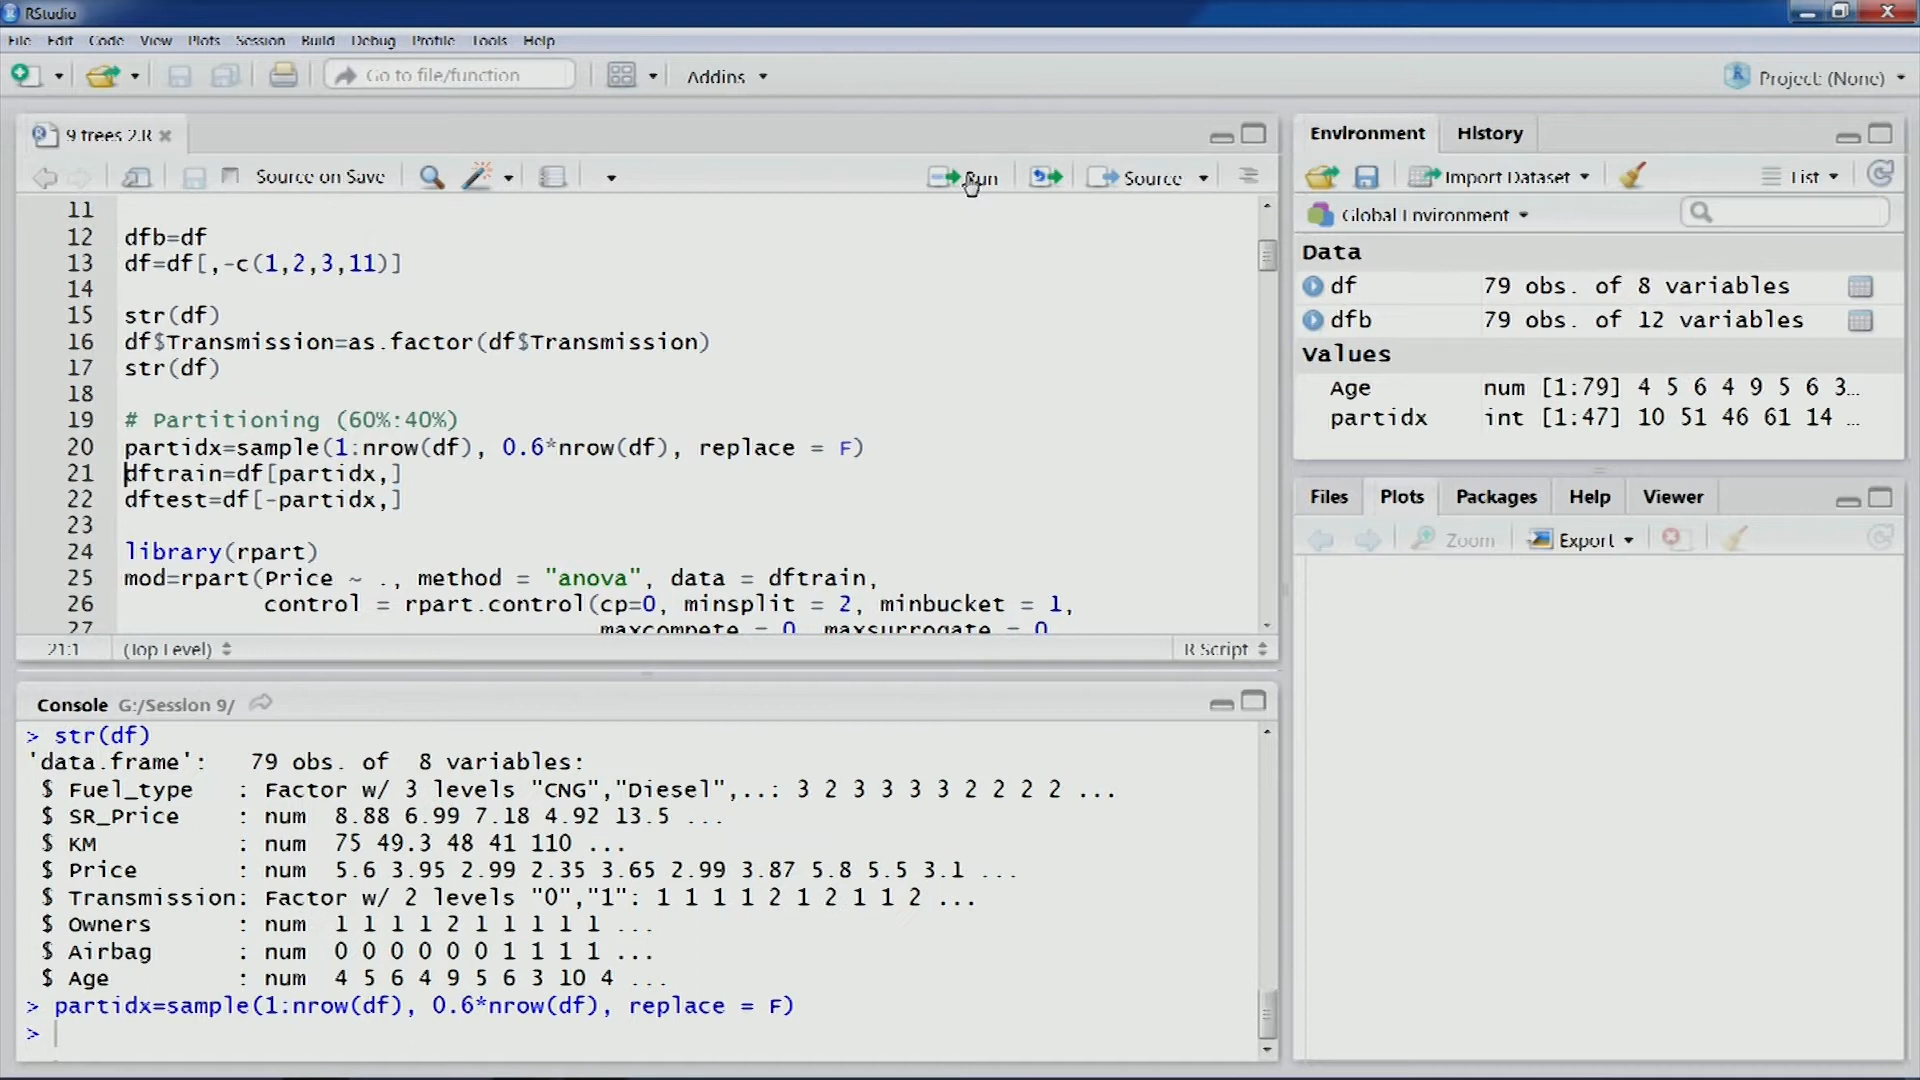 RStudio
File Edit Code View Plots Session Build Debug Profile Tools Help
Go to file/function
Addins
Project: (None)
9 trees 2.R
Source on Save
Run
Source
11
12 dfb=df
13 df=df[,-c(1,2,3,11)]
14
15 str(df)
16 df$Transmission=as.factor(df$Transmission)
17 str(df)
18
19 # Partitioning (60%:40%)
20 partidx=sample(1:nrow(df), 0.6*nrow(df), replace = F)
21 dftrain=df[partidx,]
22 dftest=df[-partidx,]
23
24 library(rpart)
25 mod=rpart(Price ~ ., method = "anova", data = dftrain,
26 control = rpart.control(cp=0, minsplit = 2, minbucket = 1,
27 maxcompete = 0, maxsurrogate = 0
21:1 (Top Level) R Script
Console G:/Session 9/
> str(df)
'data.frame': 79 obs. of 8 variables:
$ Fuel_type : Factor w/ 3 levels "CNG","Diesel",..: 3 2 3 3 3 3 2 2 2 2 ...
$ SR_Price : num 8.88 6.99 7.18 4.92 13.5 ...
$ KM : num 75 49.3 48 41 110 ...
$ Price : num 5.6 3.95 2.99 2.35 3.65 2.99 3.87 5.8 5.5 3.1 ...
$ Transmission: Factor w/ 2 levels "0","1": 1 1 1 1 2 1 2 1 1 2 ...
$ Owners : num 1 1 1 1 2 1 1 1 1 1 ...
$ Airbag : num 0 0 0 0 0 0 1 1 1 1 ...
$ Age : num 4 5 6 4 9 5 6 3 10 4 ...
> partidx=sample(1:nrow(df), 0.6*nrow(df), replace = F)
>
Environment History
Import Dataset
List
Global Environment
Data
df 79 obs. of 8 variables
dfb 79 obs. of 12 variables
Values
Age num [1:79] 4 5 6 4 9 5 6 3...
partidx int [1:47] 10 51 46 61 14 ...
Files Plots Packages Help Viewer
Zoom
Export